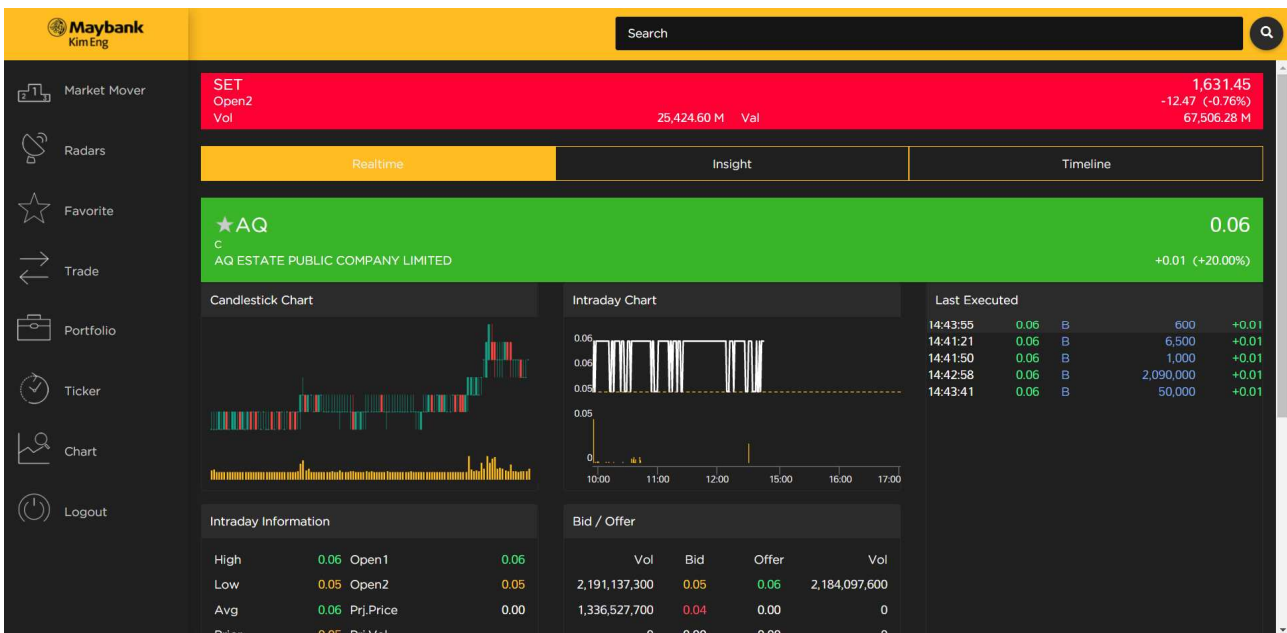 Maybank
Kim Eng
Search
Market Mover
Radars
Favorite
Trade
Portfolio
Ticker
Chart
Logout
SET 1,631.45
Open2 -12.47 (-0.76%)
Vol 25,424.60 M Val 67,506.28 M
Realtime Insight Timeline
AQ 0.06
C
AQ ESTATE PUBLIC COMPANY LIMITED +0.01 (+20.00%)
Candlestick Chart
Intraday Chart
0.06
0.06
0.05
0.05
0
10:00 11:00 12:00 15:00 16:00 17:00
Last Executed
14:43:55 0.06 B 600 +0.01
14:41:21 0.06 B 6,500 +0.01
14:41:50 0.06 B 1,000 +0.01
14:42:58 0.06 B 2,090,000 +0.01
14:43:41 0.06 B 50,000 +0.01
Intraday Information
High 0.06 Open1 0.06
Low 0.05 Open2 0.05
Avg 0.06 Prj.Price 0.00
Bid / Offer
Vol Bid Offer Vol
2,191,137,300 0.05 0.06 2,184,097,600
1,336,527,700 0.04 0.00 0